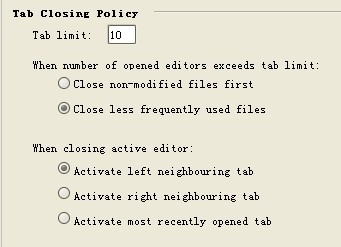 Tab Closing Policy
Tab limit: 10
When number of opened editors exceeds tab limit:
Close non-modified files first
Close less frequently used files
When closing active editor:
Activate left neighbouring tab
Activate right neighbouring tab
Activate most recently opened tab